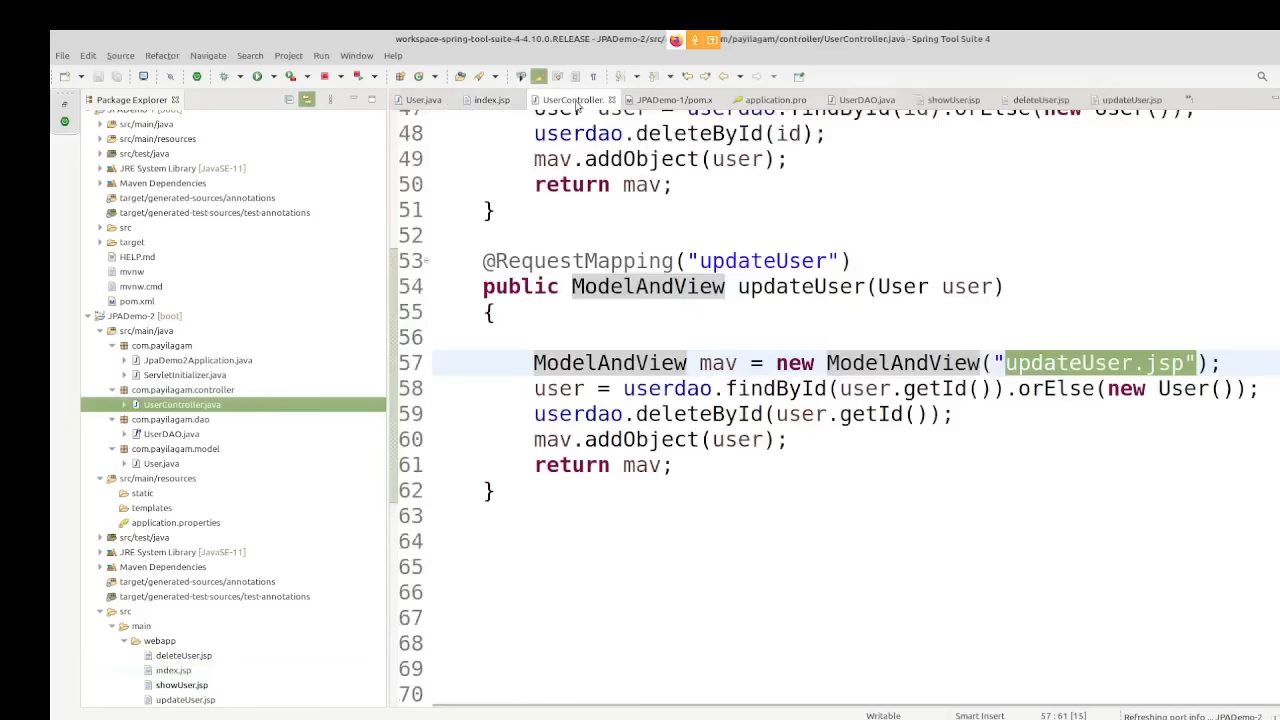 workspace-spring-tool-suite-4-4.10.0.RELEASE - JPADemo-2/src/ m/payilagam/controller/UserController.java - Spring Tool Suite 4
File Edit Source Refactor Navigate Search Project Run Window Help
Package Explorer
User.java index.jsp UserController. JPADemo-1/pom.x application.pro UserDAO.java showUser.jsp deleteUser.jsp updateUser.jsp
src/main/java
src/main/resources
src/test/java
JRE System Library [JavaSE-11]
Maven Dependencies
target/generated-sources/annotations
target/generated-test-sources/test-annotations
src
target
HELP.md
mvnw
mvnw.cmd
pom.xml
JPADemo-2 [boot]
src/main/java
com.payilagam
JpaDemo2Application.java
ServletInitializer.java
com.payilagam.controller
UserController.java
com.payilagam.dao
UserDAO.java
com.payilagam.model
User.java
src/main/resources
static
templates
application.properties
src/test/java
JRE System Library [JavaSE-11]
Maven Dependencies
target/generated-sources/annotations
target/generated-test-sources/test-annotations
src
main
webapp
deleteUser.jsp
index.jsp
showUser.jsp
updateUser.jsp
47 User user = userdao.findById(id).orElse(new User());
48 userdao.deleteById(id);
49 mav.addObject(user);
50 return mav;
51 }
52
53 @RequestMapping("updateUser")
54 public ModelAndView updateUser(User user)
55 {
56
57 ModelAndView mav = new ModelAndView("updateUser.jsp");
58 user = userdao.findById(user.getId()).orElse(new User());
59 userdao.deleteById(user.getId());
60 mav.addObject(user);
61 return mav;
62 }
63
64
65
66
67
68
69
70
Writable Smart Insert 57 : 61 [15] Refreshing port info ... JPADemo-2